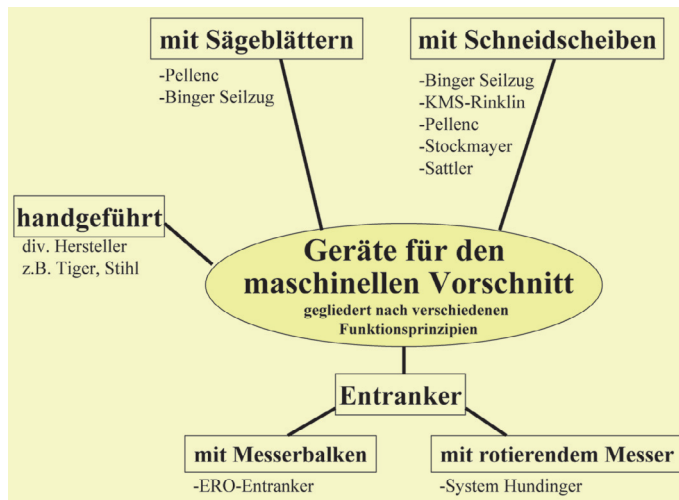 mit Sägeblättern
-Pellenc
-Binger Seilzug
mit Schneidscheiben
-Binger Seilzug
-KMS-Rinklin
-Pellenc
-Stockmayer
-Sattler
handgeführt
div. Hersteller
z.B. Tiger, Stihl
Geräte für den
maschinellen Vorschnitt
gegliedert nach verschiedenen
Funktionsprinzipien
Entranker
mit Messerbalken
-ERO-Entranker
mit rotierendem Messer
-System Hundinger